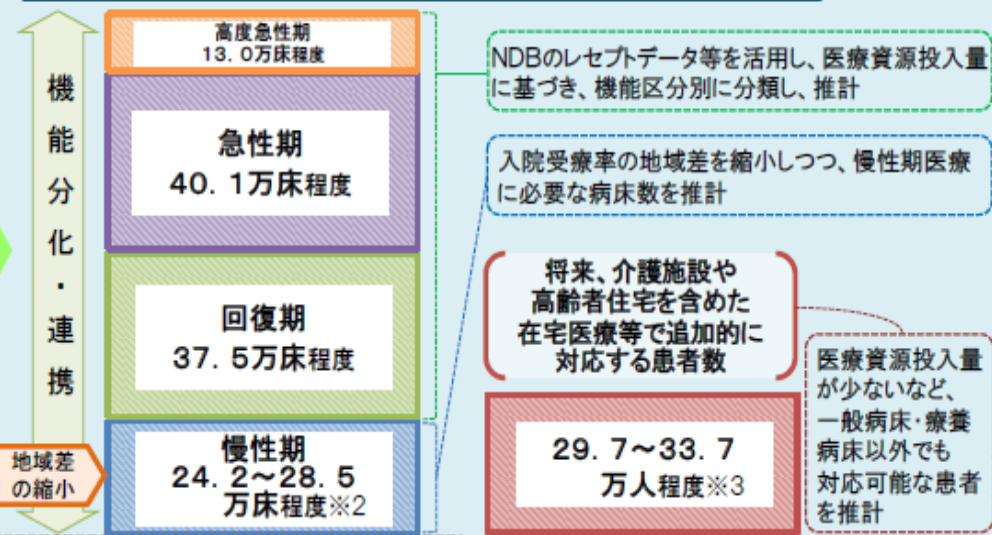 高度急性期
13.0万床程度
機能分化・連携
急性期
40.1万床程度
回復期
37.5万床程度
地域差
の縮小
慢性期
24.2~28.5
万床程度※2
NDBのレセプトデータ等を活用し、医療資源投入量
に基づき、機能区分別に分類し、推計
入院受療率の地域差を縮小しつつ、慢性期医療
に必要な病床数を推計
将来、介護施設や
高齢者住宅を含めた
在宅医療等で追加的に
対応する患者数
29.7~33.7
万人程度※3
医療資源投入量
が少ないなど、
一般病床・療養
病床以外でも
対応可能な患者
を推計